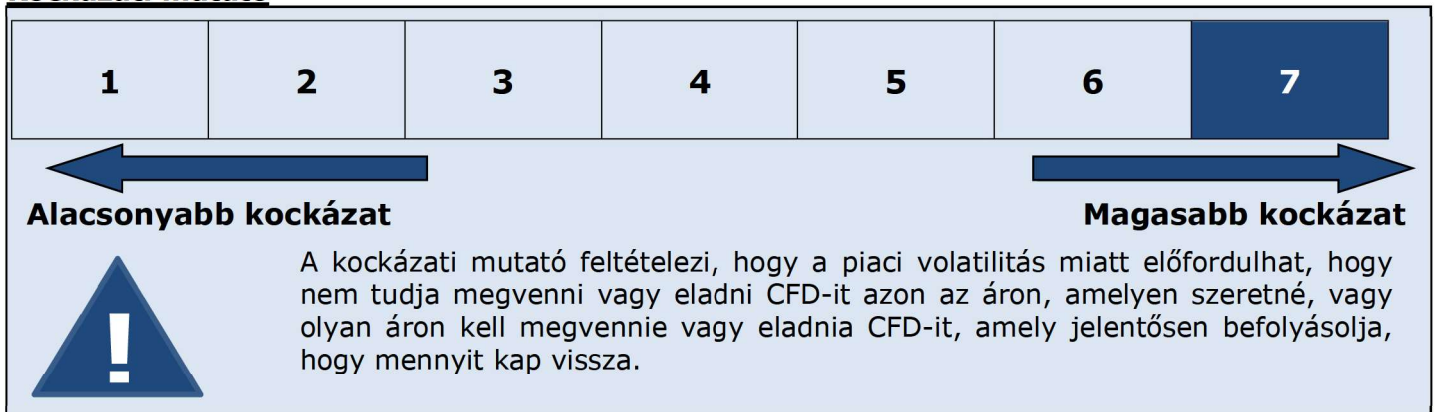 1 2 3 4 5 6 7
Alacsonyabb kockázat Magasabb kockázat
A kockázati mutató feltételezi, hogy a piaci volatilitás miatt előfordulhat, hogy
nem tudja megvenni vagy eladni CFD-it azon az áron, amelyen szeretné, vagy
olyan áron kell megvennie vagy eladnia CFD-it, amely jelentősen befolyásolja,
hogy mennyit kap vissza.
!